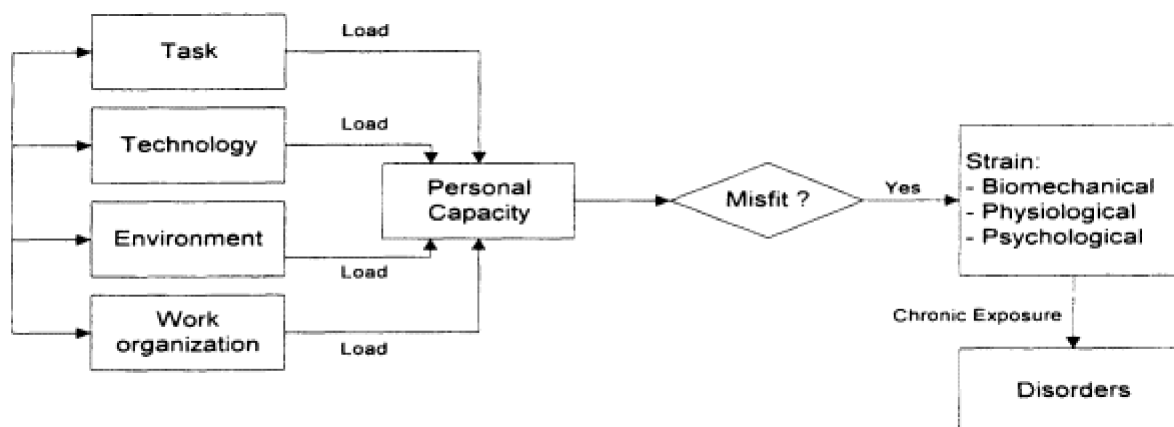 Task
Load
Technology
Load
Environment
Load
Work
organization
Load
Personal
Capacity
Misfit ?
Yes
Strain:
- Biomechanical
- Physiological
- Psychological
Chronic Exposure
Disorders